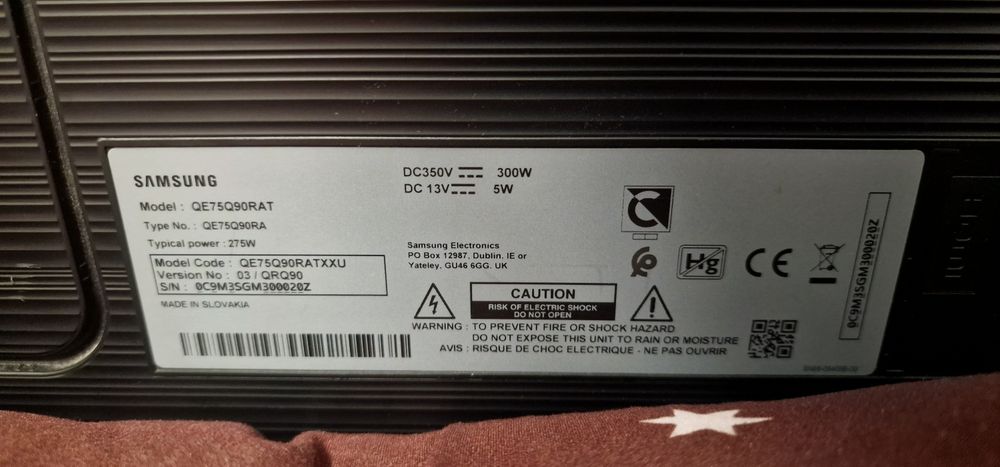 SAMSUNG
Model : QE75Q90RAT
Type No. : QE75Q90RA
Typical power : 275W
Model Code : QE75Q90RATXXU
Version No : 03 / QRQ90
S/N : 0C9M3SGM300020Z
MADE IN SLOVAKIA
DC350V 300W
DC 13V 5W
Samsung Electronics
PO Box 12987, Dublin. IE or
Yateley, GU46 6GG. UK
CAUTION
RISK OF ELECTRIC SHOCK
DO NOT OPEN
WARNING : TO PREVENT FIRE OR SHOCK HAZARD
DO NOT EXPOSE THIS UNIT TO RAIN OR MOISTURE
AVIS : RISQUE DE CHOC ELECTRIQUE - NE PAS OUVRIR
Hg
CE
0C9M3SGM300020Z